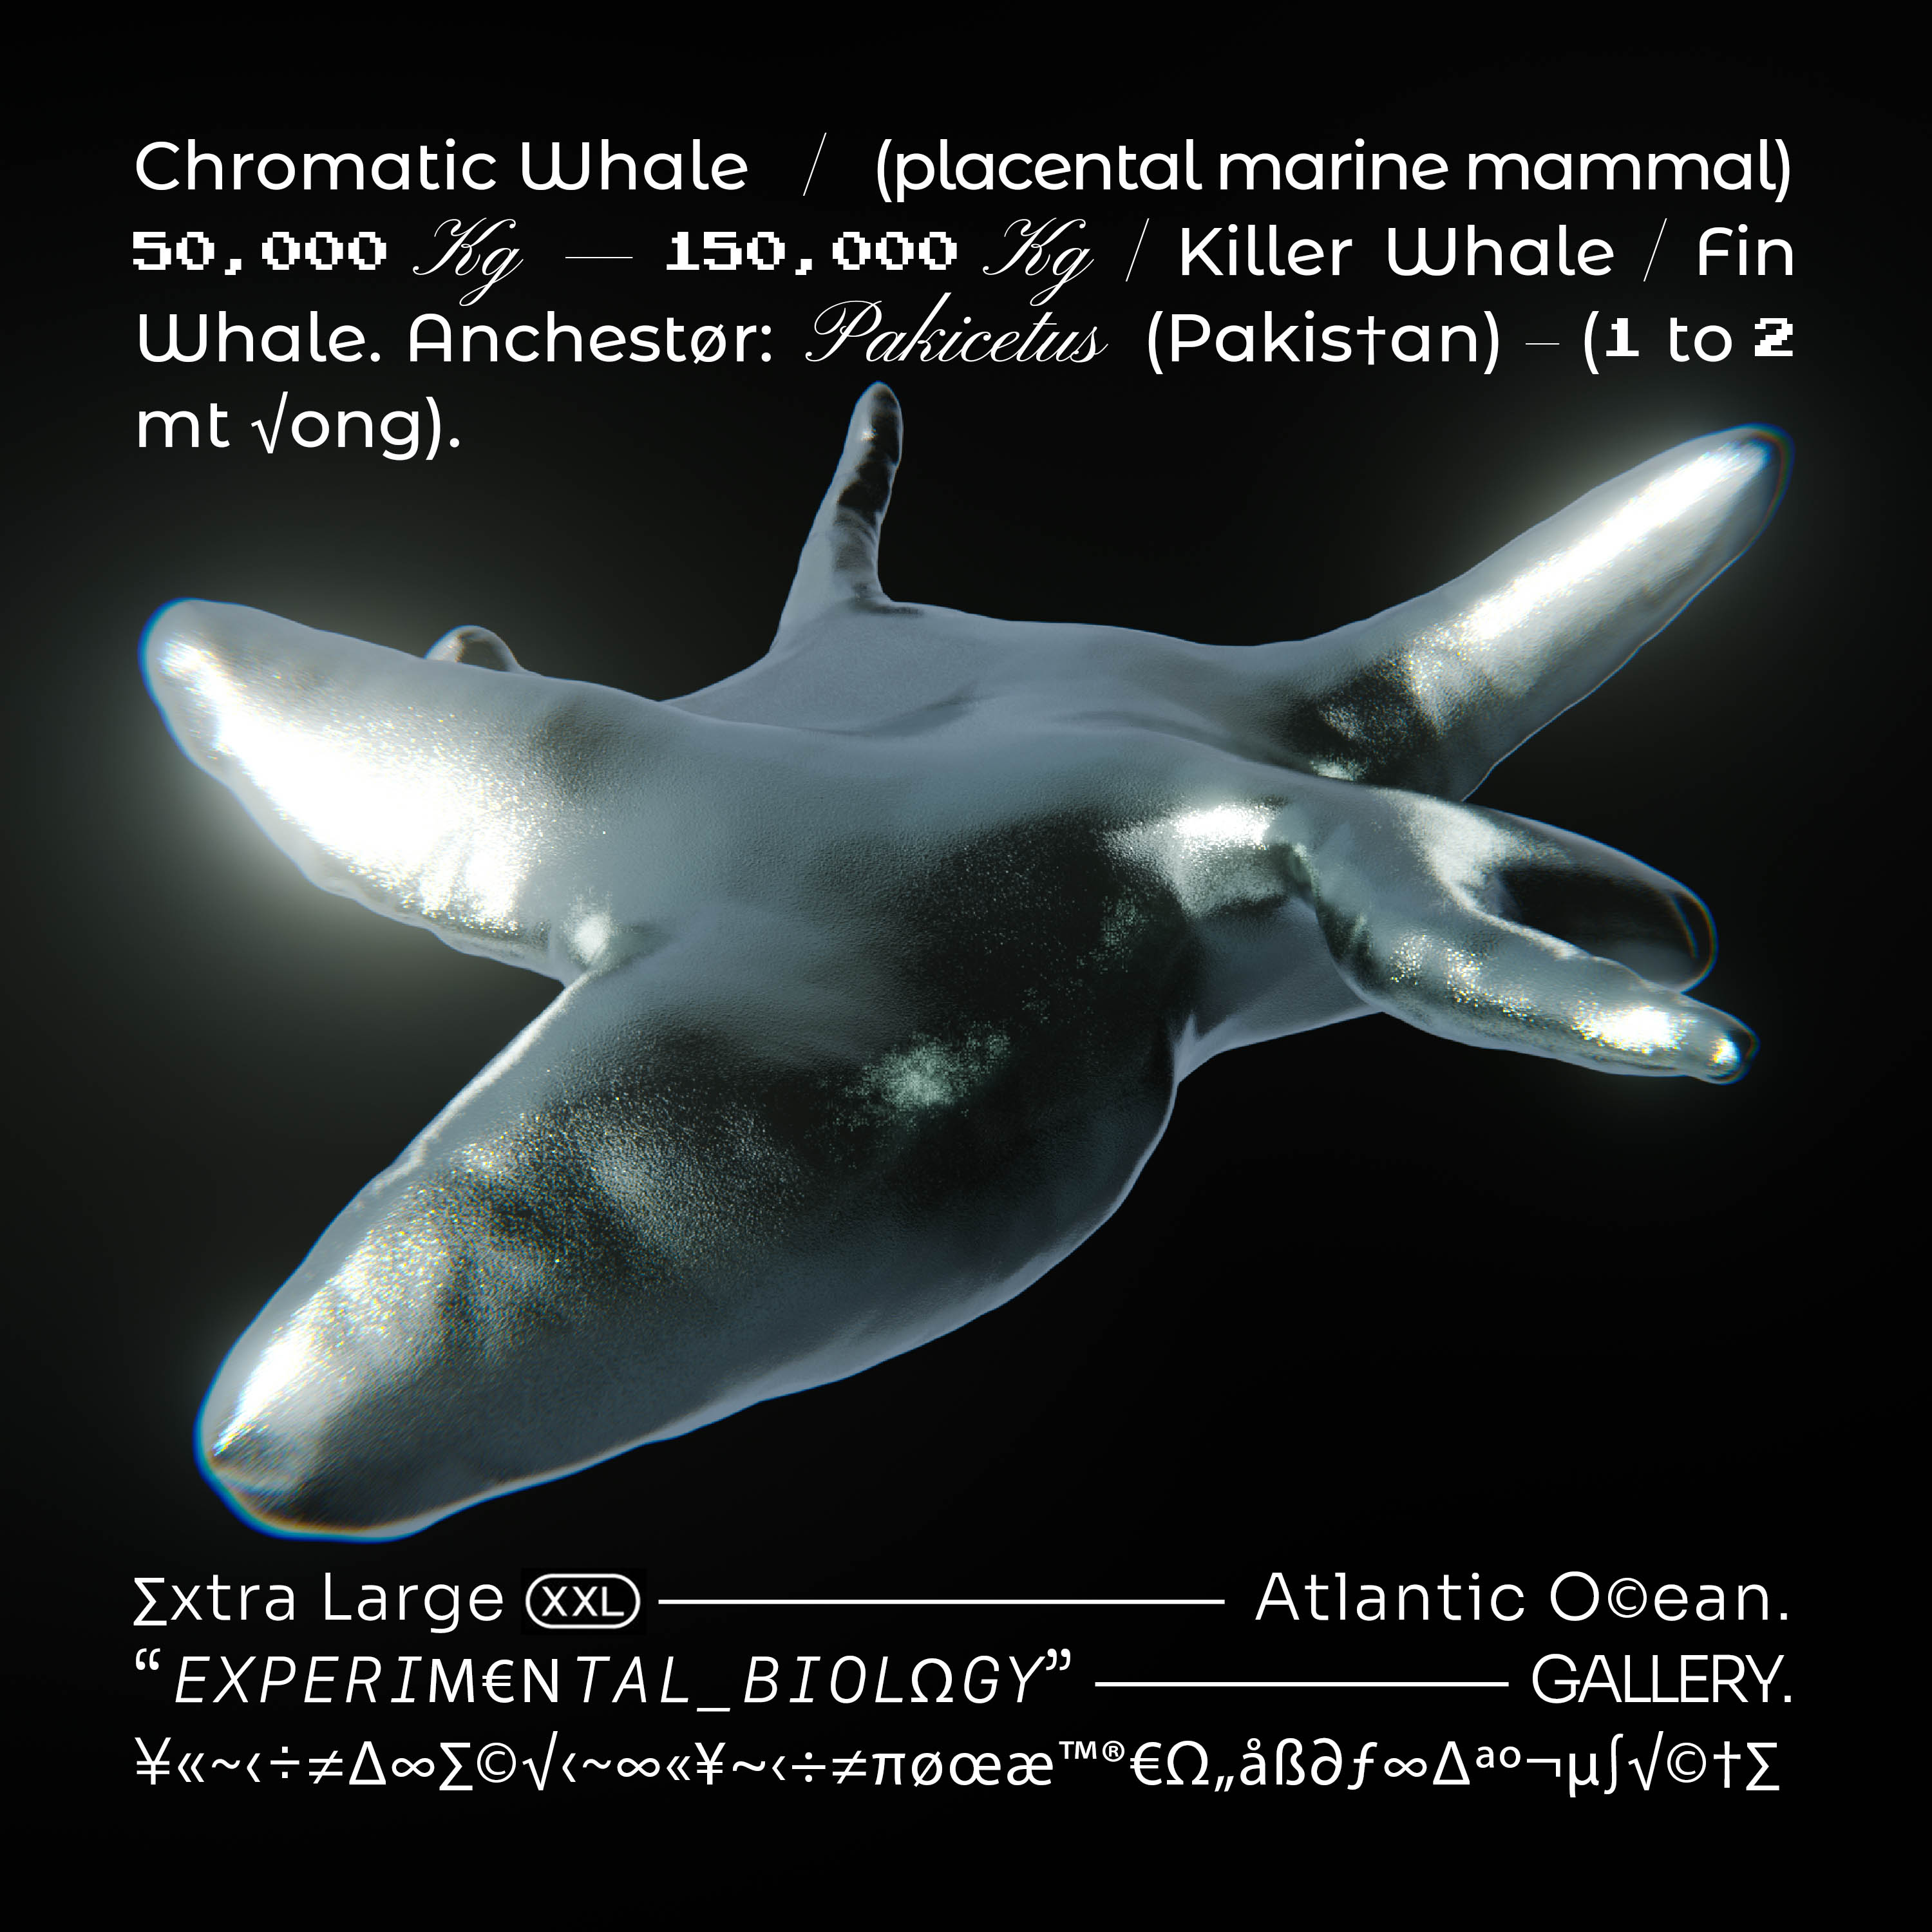 Chromatic Whale / (placental marine mammal)
50,000 Kg — 150,000 Kg / Killer Whale / Fin
Whale. Anchestør: Pakicetus (Pakis†an) – (1 to 2
mt √ong).
∑xtra Large XXL ——— Atlantic O©ean.
“EXPERIM€NTAL_BIOLΩGY” ——— GALLERY.
¥«~‹÷≠∆∞∑©√‹~∞«¥~‹÷≠πøœæ™®€Ω„åß∂ƒ∞∆ªº¬µ∫√©†∑